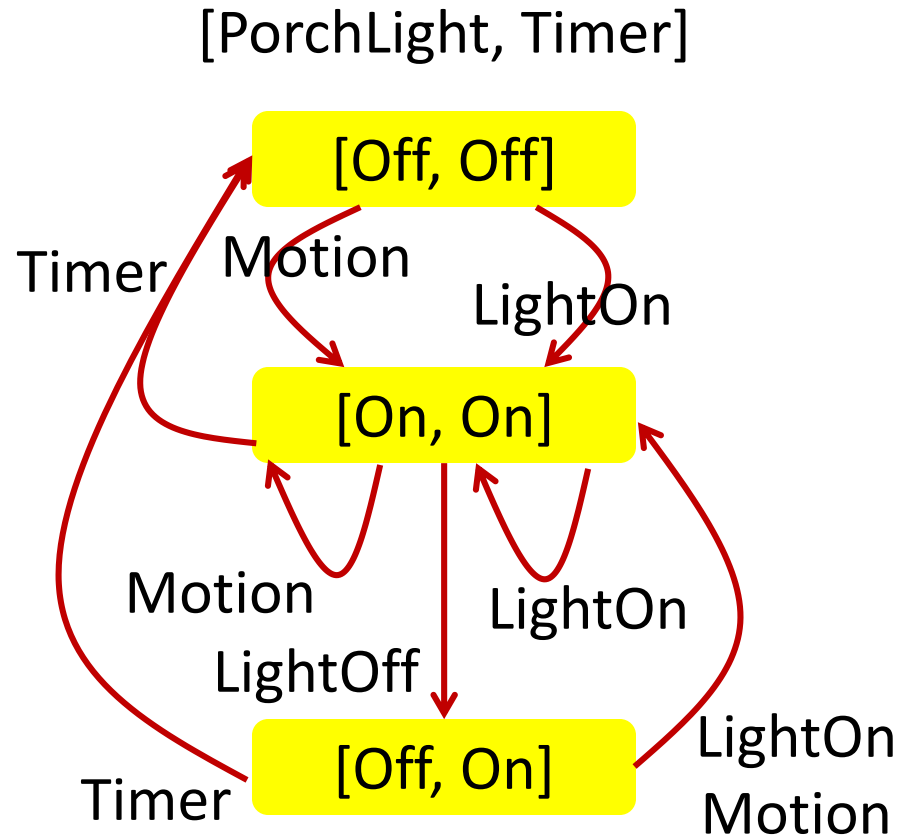 [PorchLight, Timer]
[Off, Off]
Motion
Timer
LightOn
[On, On]
Motion
LightOn
LightOff
[Off, On]
LightOn
Motion
Timer